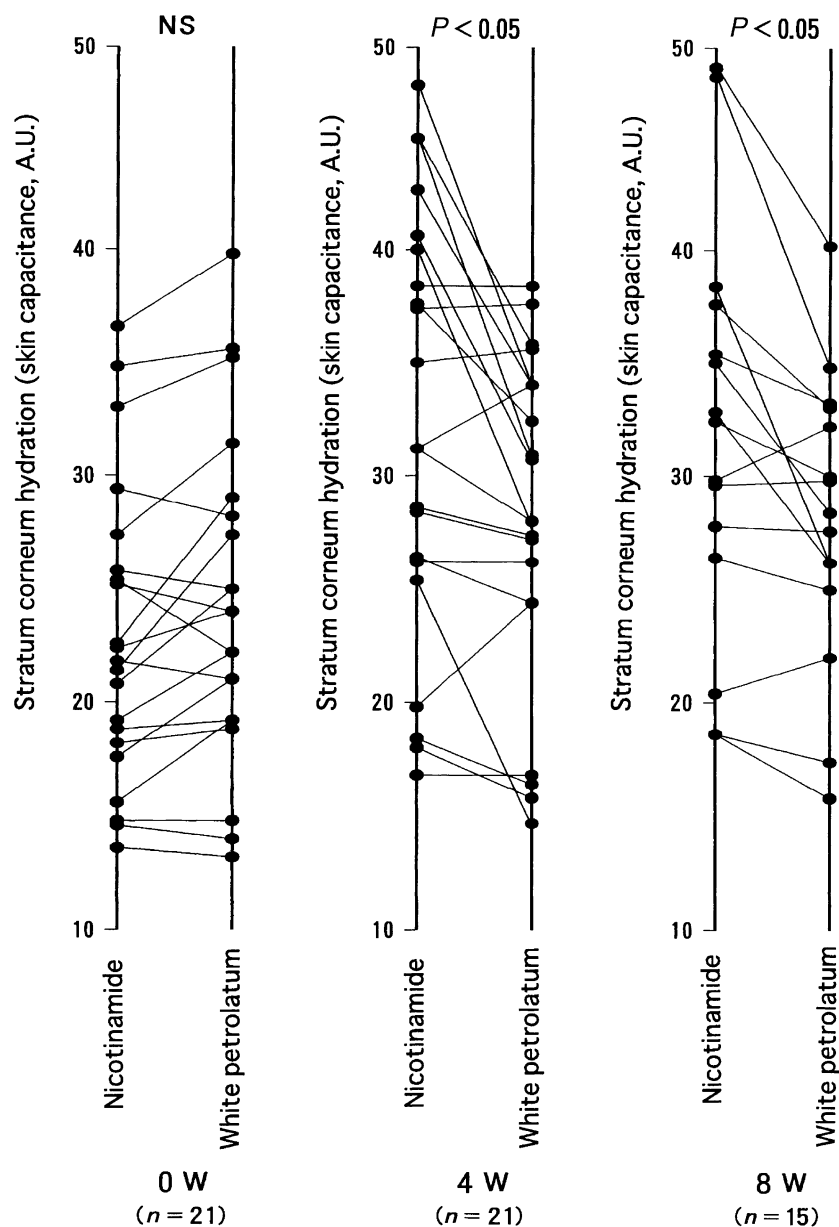 NS
Stratum corneum hydration (skin capacitance, A.U.)
50
40
30
20
10
Nicotinamide
White petrolatum
0 W
(n = 21)
P < 0.05
Stratum corneum hydration (skin capacitance, A.U.)
50
40
30
20
10
Nicotinamide
White petrolatum
4 W
(n = 21)
P < 0.05
Stratum corneum hydration (skin capacitance, A.U.)
50
40
30
20
10
Nicotinamide
White petrolatum
8 W
(n = 15)